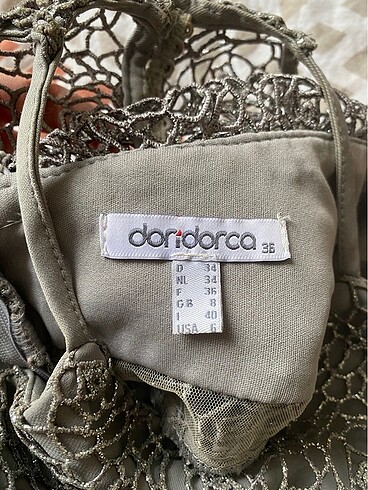 doridorca 36
D 34
NL 34
F 36
GB 8
I 40
USA 6